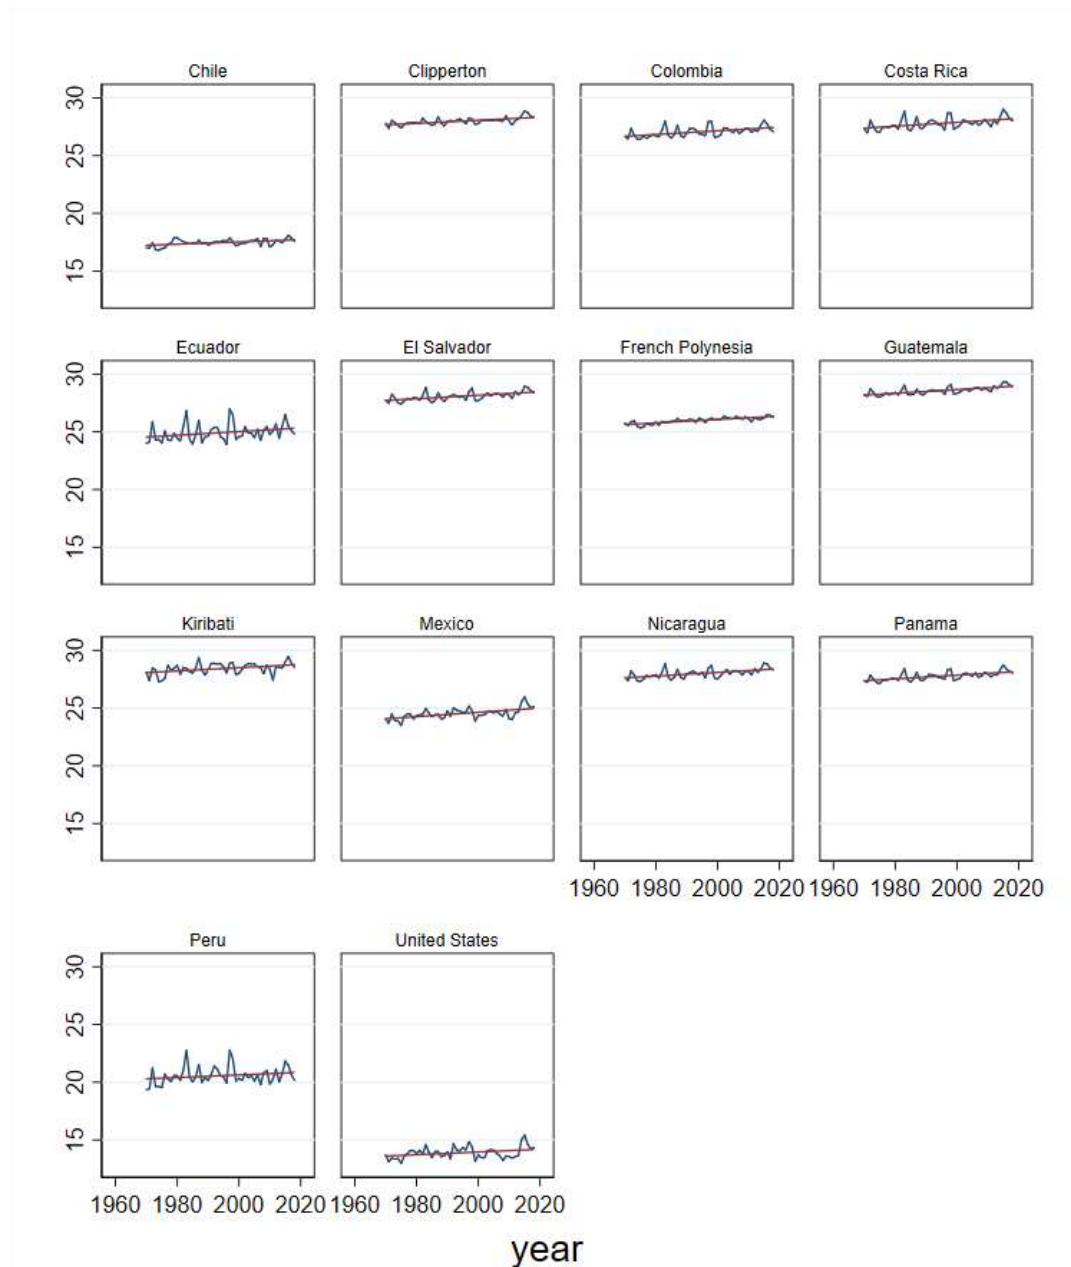 Chile Clipperton Colombia Costa Rica
30
25
20
15
Ecuador El Salvador French Polynesia Guatemala
30
25
20
15
Kiribati Mexico Nicaragua Panama
30
25
20
15
1960 1980 2000 2020 1960 1980 2000 2020
Peru United States
30
25
20
15
1960 1980 2000 2020 1960 1980 2000 2020
year